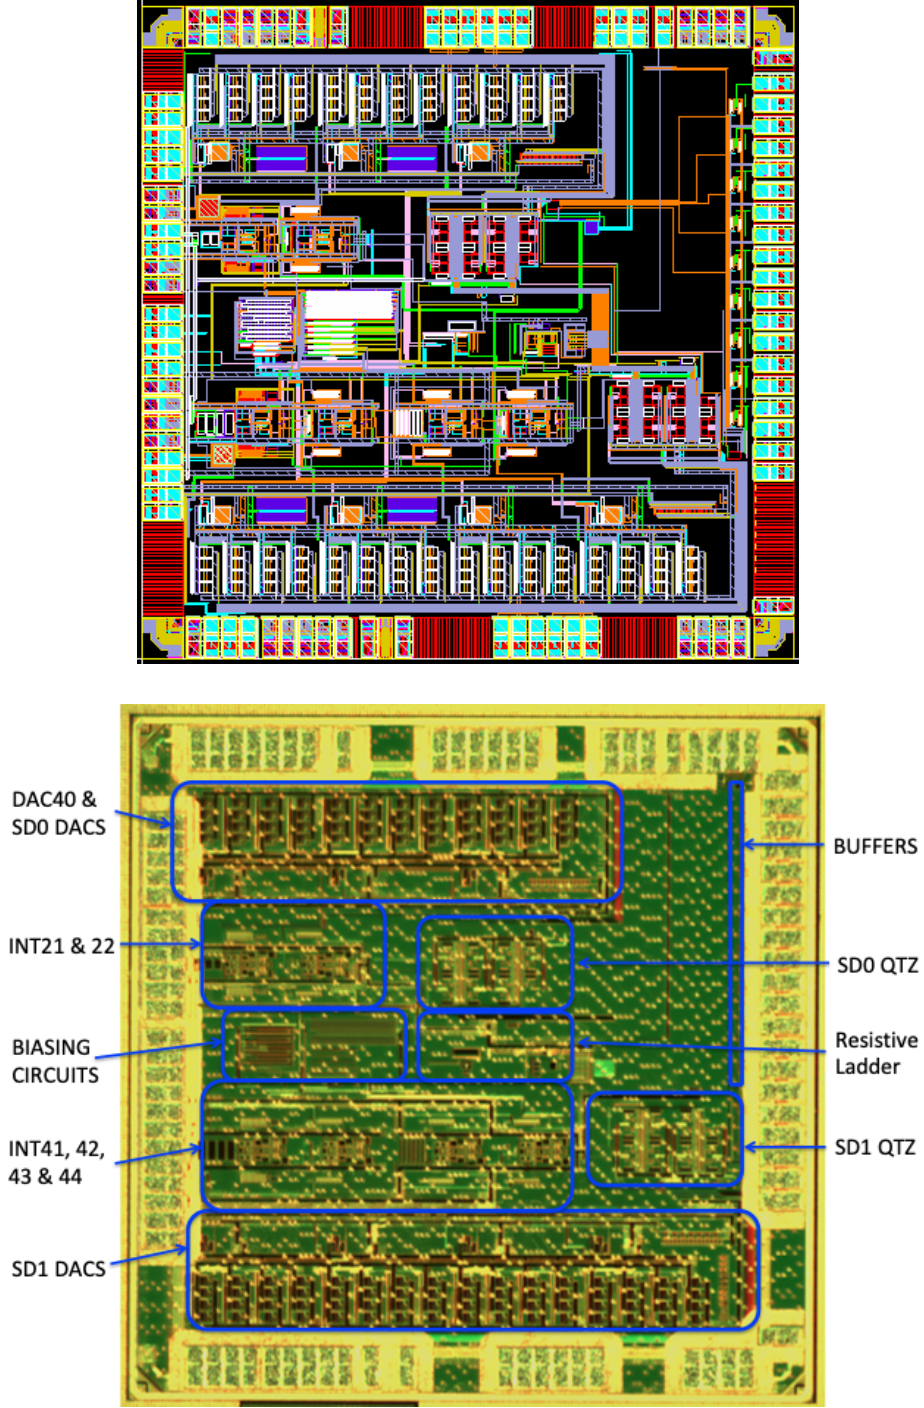 DAC40 &
SD0 DACS
BUFFERS
INT21 & 22
SD0 QTZ
BIASING
CIRCUITS
Resistive
Ladder
INT41, 42,
43 & 44
SD1 QTZ
SD1 DACS